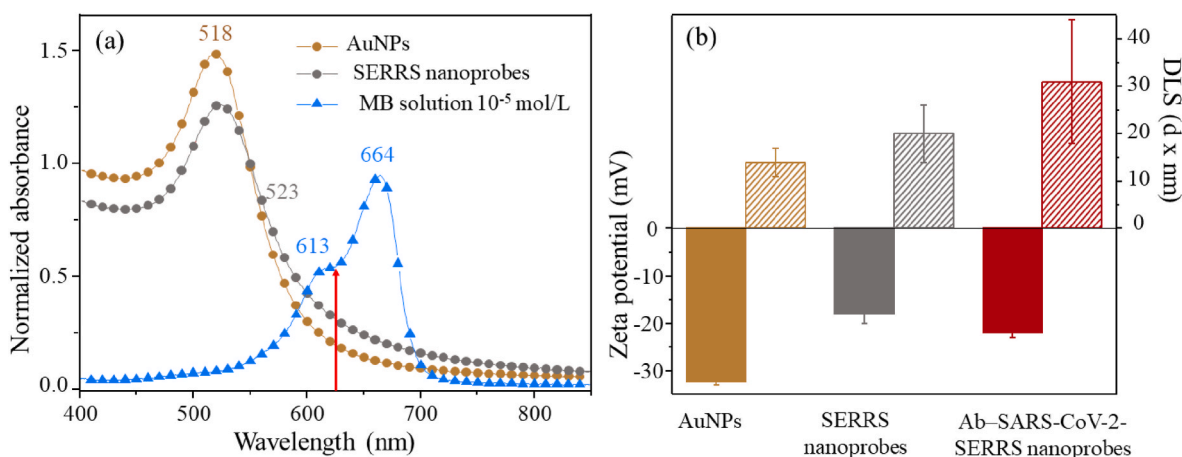 (a)
518
AuNPs
SERRS nanoprobes
MB solution 10⁻⁵ mol/L
664
523
613
1.5
1.0
0.5
0.0
Normalized absorbance
400
500
600
700
800
Wavelength (nm)
(b)
40
30
20
10
0
DLS (d x nm)
0
-10
-20
-30
Zeta potential (mV)
AuNPs
SERRS
nanoprobes
Ab–SARS-CoV-2-
SERRS nanoprobes